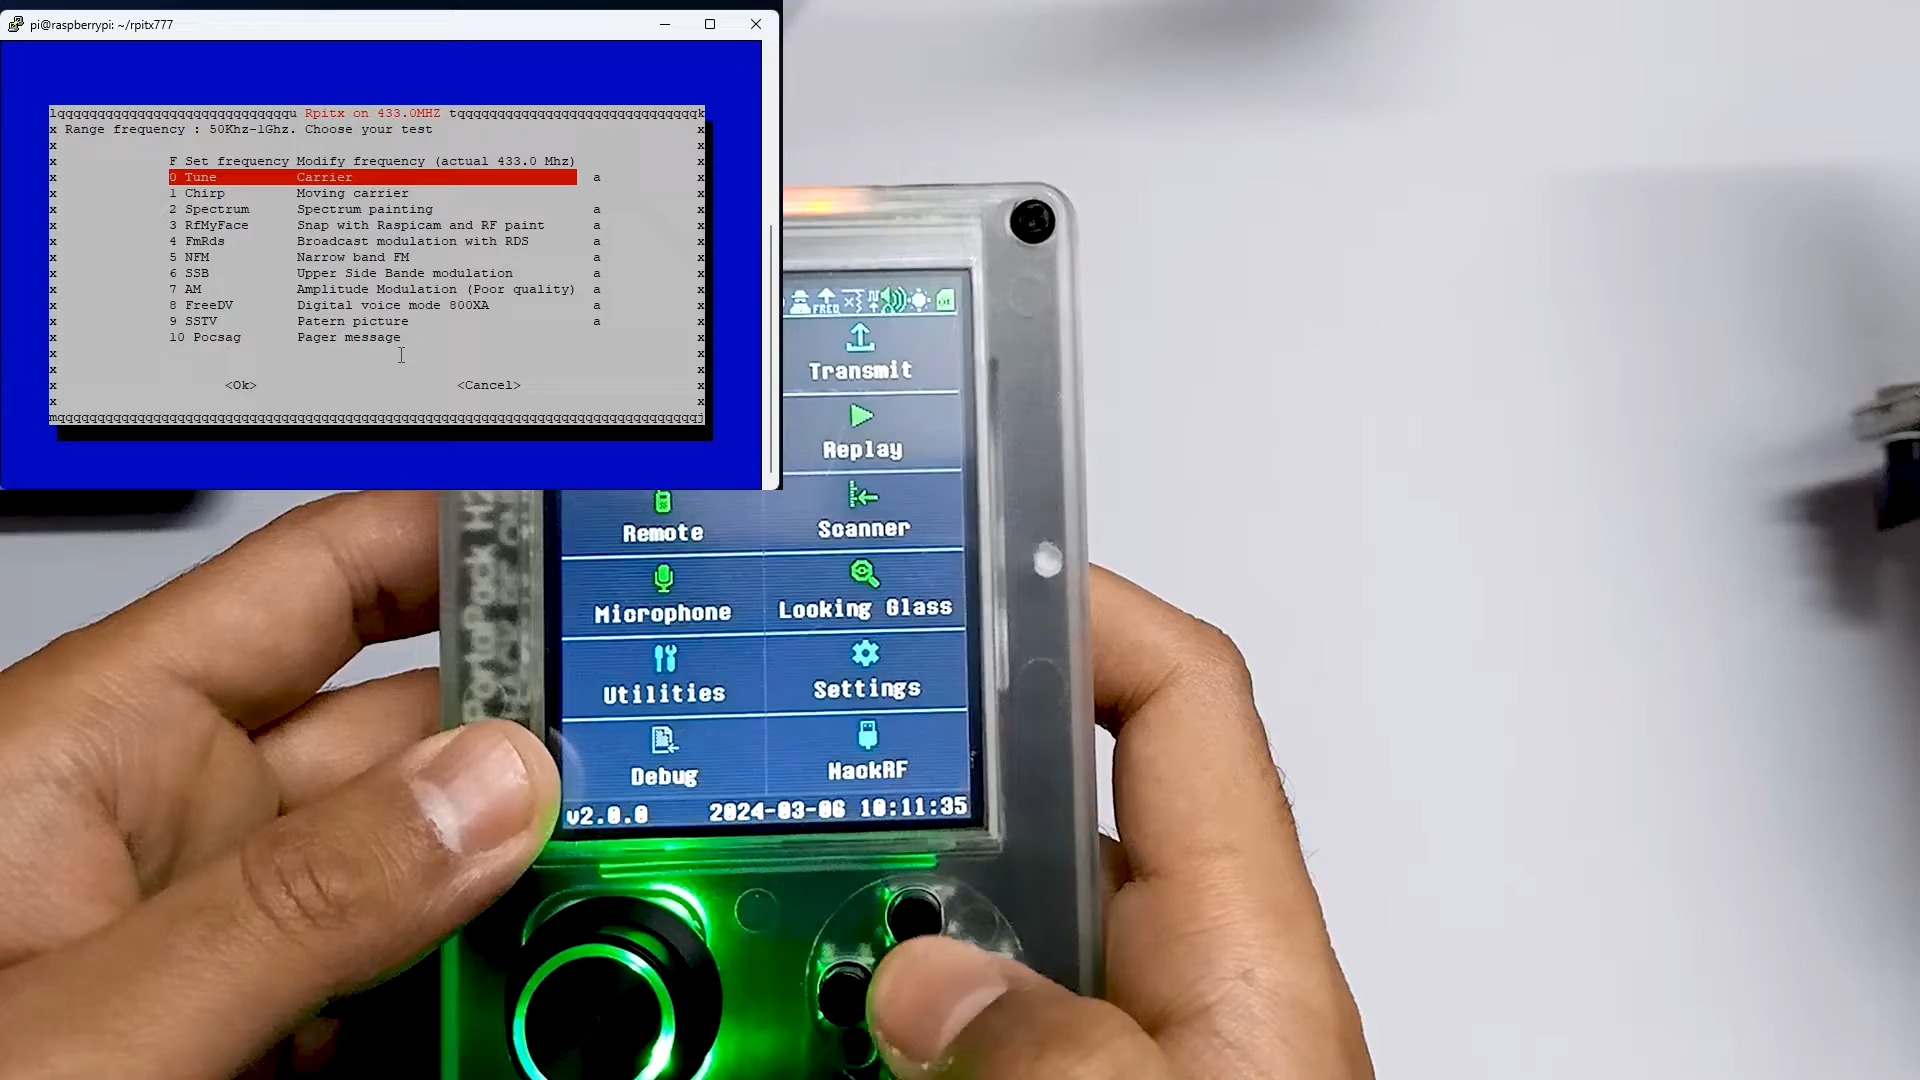 pi@raspberrypi: ~/rpitx777
lqqqqqqqqqqqqqqqqqqqqqqqqqqqqqu Rpitx on 433.0MHZ tqqqqqqqqqqqqqqqqqqqqqqqqqqqqqqk
x Range frequency : 50Khz-1Ghz. Choose your test x
x x
x F Set frequency Modify frequency (actual 433.0 Mhz) x
x 0 Tune Carrier a x
x 1 Chirp Moving carrier x
x 2 Spectrum Spectrum painting a x
x 3 RfMyFace Snap with Raspicam and RF paint a x
x 4 FmRds Broadcast modulation with RDS a x
x 5 NFM Narrow band FM a x
x 6 SSB Upper Side Bande modulation a x
x 7 AM Amplitude Modulation (Poor quality) a x
x 8 FreeDV Digital voice mode 800XA a x
x 9 SSTV Patern picture a x
x 10 Pocsag Pager message x
x x
x x
x <Ok> <Cancel> x
x x
mqqqqqqqqqqqqqqqqqqqqqqqqqqqqqqqqqqqqqqqqqqqqqqqqqqqqqqqqqqqqqqqqqqqqqqqqqqqqqqqqj
FREQ
Transmit
Replay
Remote Scanner
Microphone Looking Glass
Utilities Settings
Debug HackRF
v2.0.0 2024-03-06 10:11:35
PortaPack